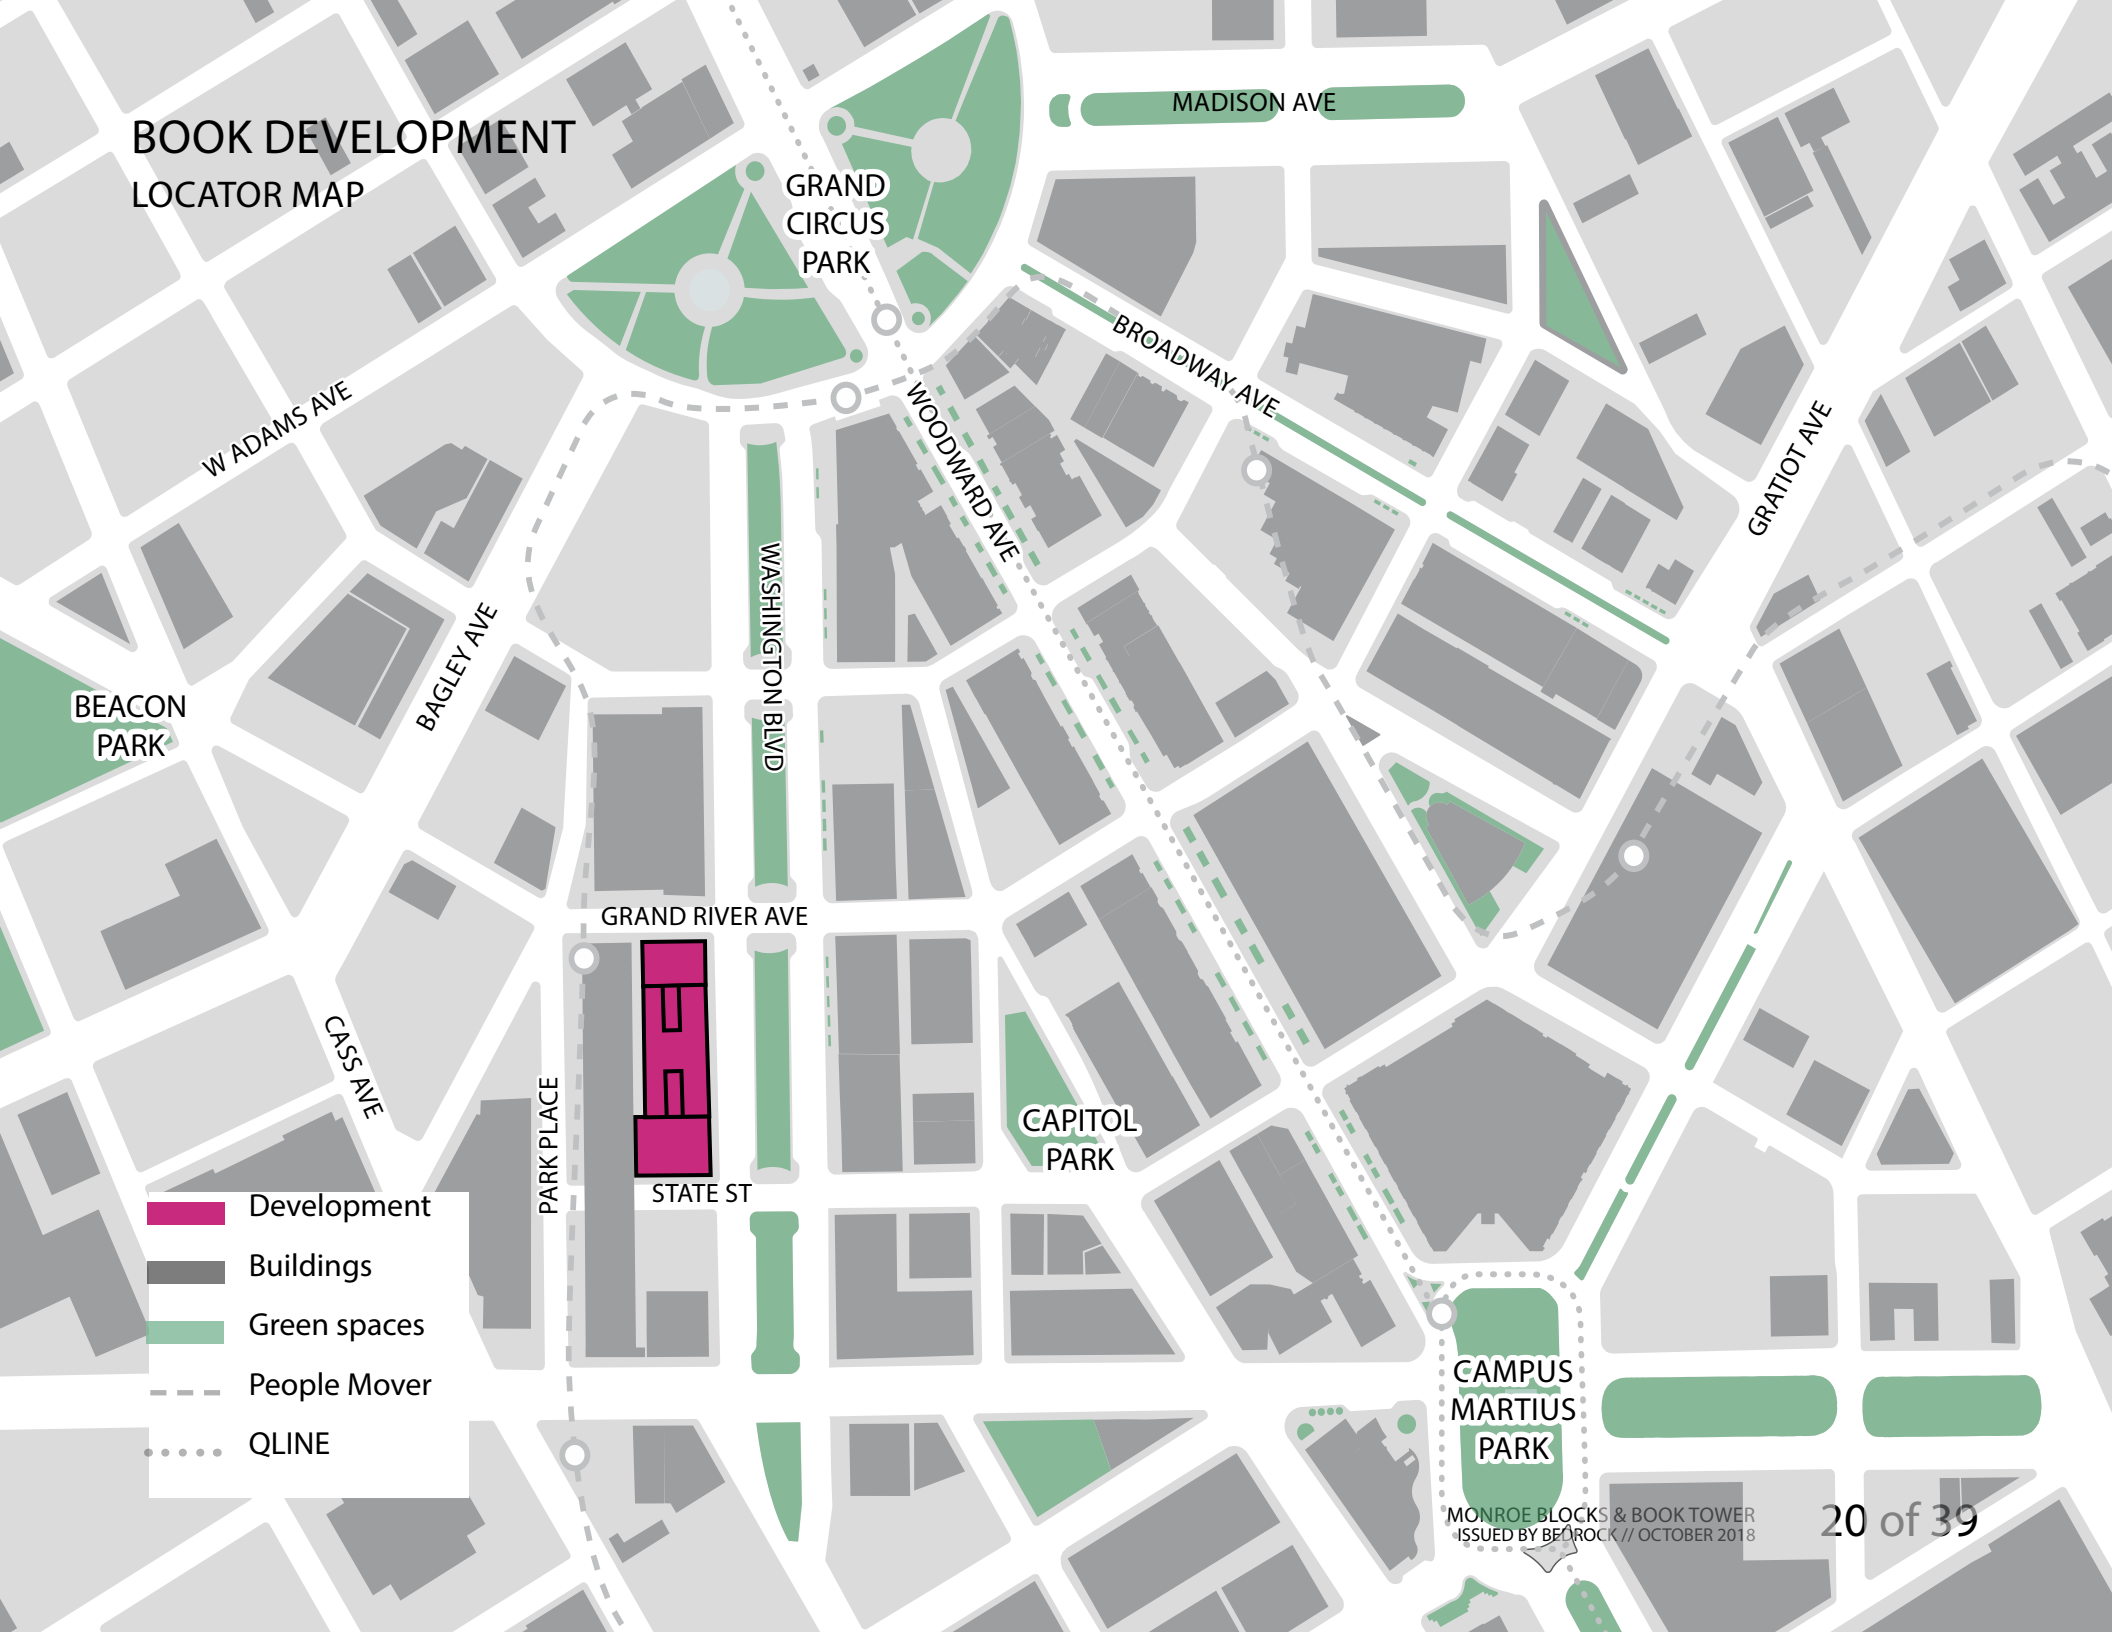 BOOK DEVELOPMENT
LOCATOR MAP
MADISON AVE
GRAND
CIRCUS
PARK
BROADWAY AVE
W ADAMS AVE
WOODWARD AVE
GRATIOT AVE
WASHINGTON BLVD
BAGLEY AVE
BEACON
PARK
GRAND RIVER AVE
CASS AVE
PARK PLACE
CAPITOL
PARK
STATE ST
Development
Buildings
Green spaces
People Mover
QLINE
CAMPUS
MARTIUS
PARK
MONROE BLOCKS & BOOK TOWER
ISSUED BY BEDROCK // OCTOBER 2018
20 of 39